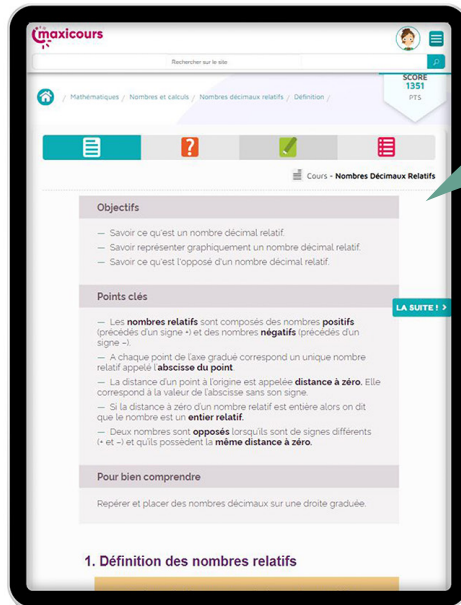 maxicours
Rechercher sur le site
SCORE
1351
PTS
/ Mathématiques / Nombres et calculs / Nombres décimaux relatifs / Définition /
?
Cours - Nombres Décimaux Relatifs
Objectifs
— Savoir ce qu'est un nombre décimal relatif.
— Savoir représenter graphiquement un nombre décimal relatif.
— Savoir ce qu'est l'opposé d'un nombre décimal relatif.
Points clés
LA SUITE ! >
— Les nombres relatifs sont composés des nombres positifs
(précédés d'un signe +) et des nombres négatifs (précédés d'un
signe –).
— A chaque point de l'axe gradué correspond un unique nombre
relatif appelé l'abscisse du point.
— La distance d'un point à l'origine est appelée distance à zéro. Elle
correspond à la valeur de l'abscisse sans son signe.
— Si la distance à zéro d'un nombre relatif est entière alors on dit
que le nombre est un entier relatif.
— Deux nombres sont opposés lorsqu'ils sont de signes différents
(+ et –) et qu'ils possèdent la même distance à zéro.
Pour bien comprendre
Repérer et placer des nombres décimaux sur une droite graduée.
1. Définition des nombres relatifs